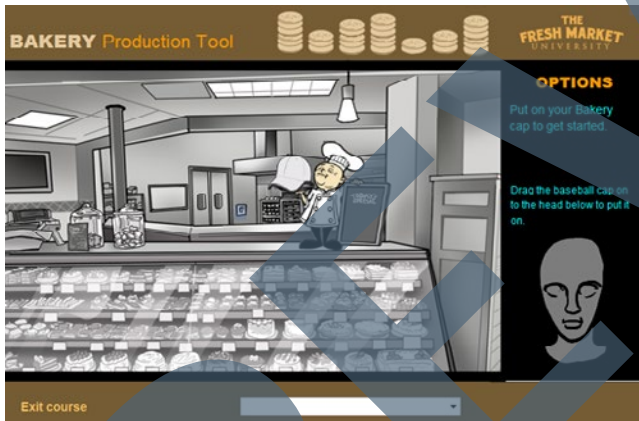 BAKERY Production Tool
THE
FRESH MARKET
UNIVERSITY
OPTIONS
Put on your Bakery
cap to get started.
Drag the baseball cap on
to the head below to put it
on.
Exit course